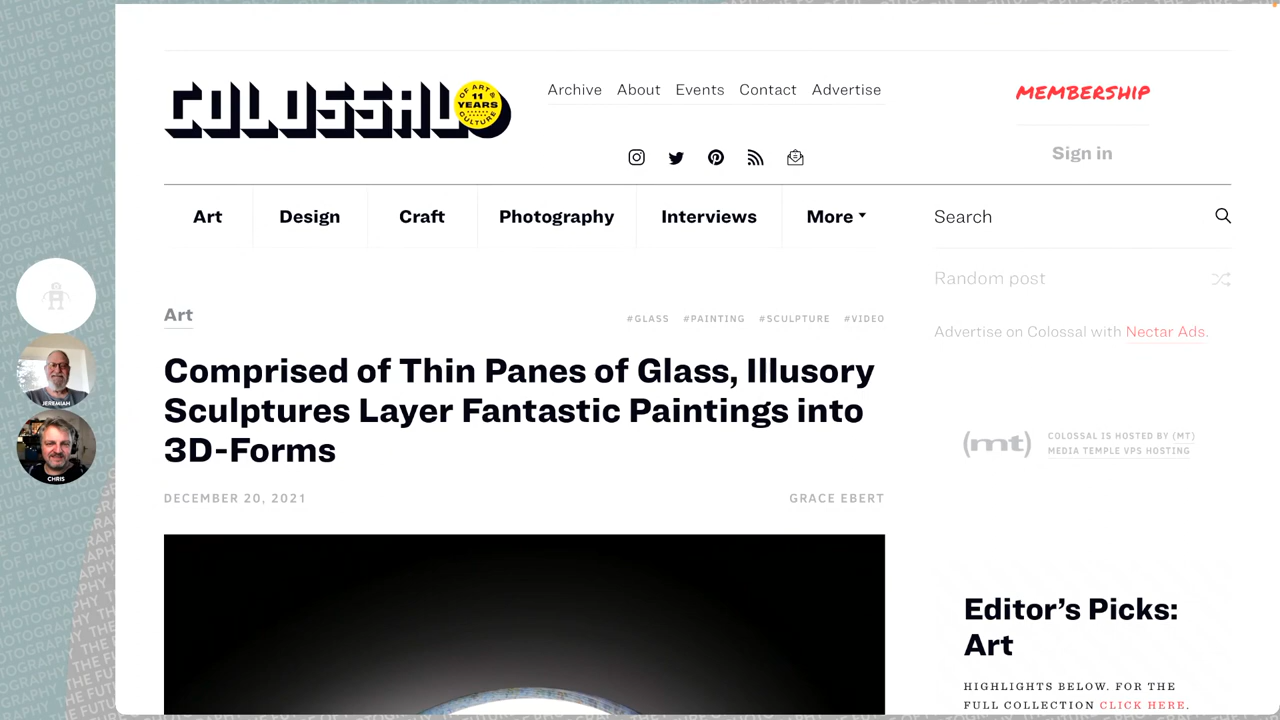 COLOSSAL
OF ART &
11
YEARS
CULTURE
Archive About Events Contact Advertise
MEMBERSHIP
Sign in
Art Design Craft Photography Interviews More
Search
Random post
Advertise on Colossal with Nectar Ads.
Art
#GLASS #PAINTING #SCULPTURE #VIDEO
Comprised of Thin Panes of Glass, Illusory
Sculptures Layer Fantastic Paintings into
3D-Forms
DECEMBER 20, 2021
GRACE EBERT
(mt)
COLOSSAL IS HOSTED BY (MT)
MEDIA TEMPLE VPS HOSTING
Editor's Picks:
Art
HIGHLIGHTS BELOW. FOR THE
FULL COLLECTION CLICK HERE.
JEREMIAH
CHRIS
THE FUTURE OF PHOTOGRAPHY